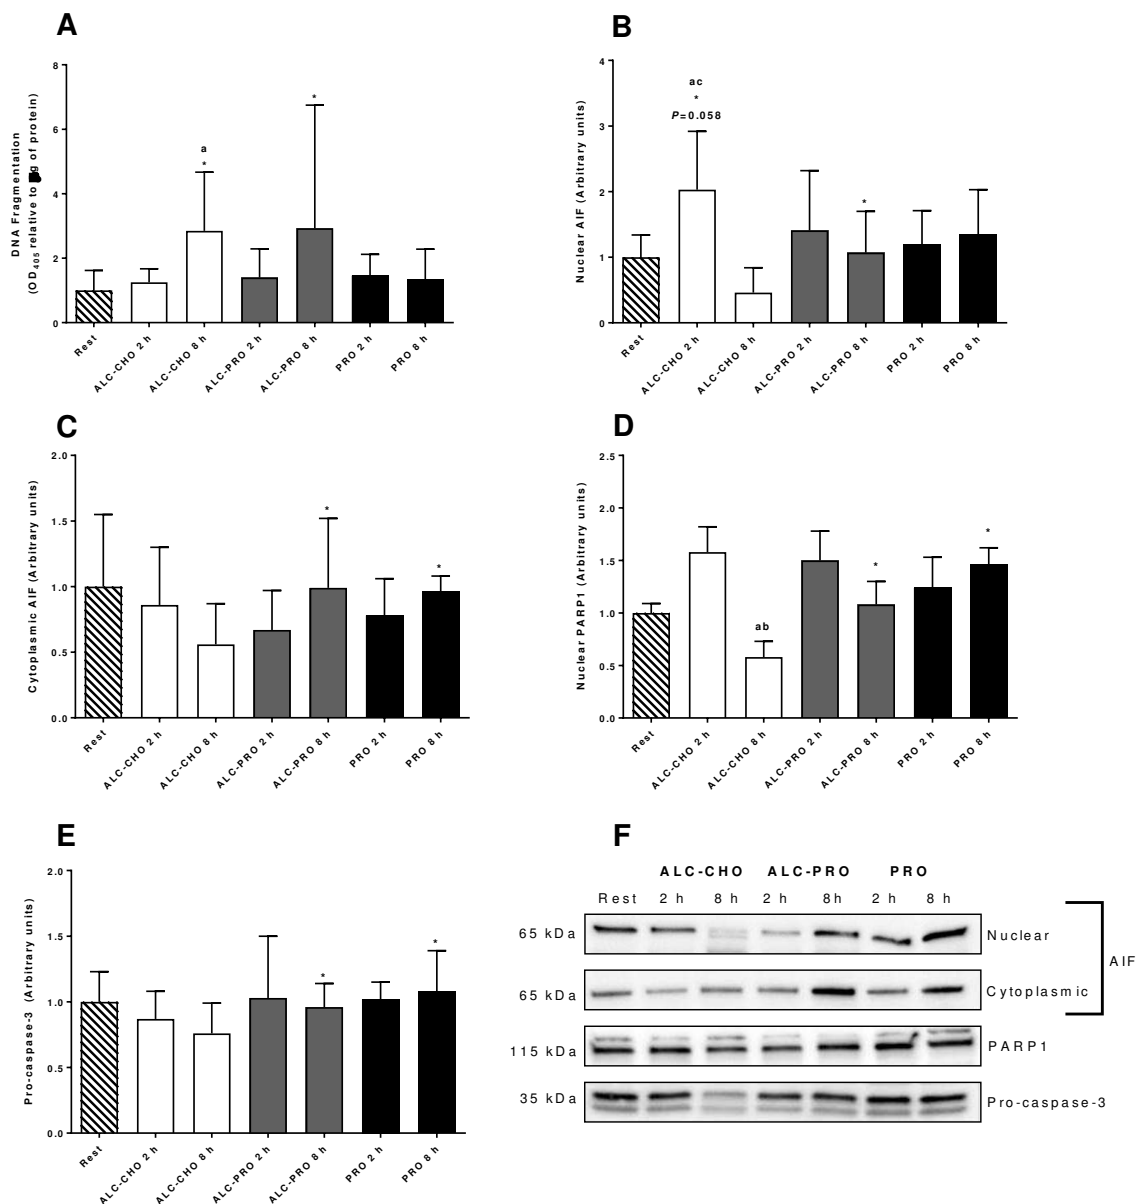 A
DNA Fragmentation
(OD405 relative to g of protein)
8
6
4
2
0
a
*
*
Rest
ALC-CHO 2 h
ALC-CHO 8 h
ALC-PRO 2 h
ALC-PRO 8 h
PRO 2 h
PRO 8 h
B
Nuclear AIF (Arbitrary units)
4
3
2
1
0
ac
*
P=0.058
*
Rest
ALC-CHO 2 h
ALC-CHO 8 h
ALC-PRO 2 h
ALC-PRO 8 h
PRO 2 h
PRO 8 h
C
Cytoplasmic AIF (Arbitrary units)
2.0
1.5
1.0
0.5
0.0
*
*
Rest
ALC-CHO 2 h
ALC-CHO 8 h
ALC-PRO 2 h
ALC-PRO 8 h
PRO 2 h
PRO 8 h
D
Nuclear PARP1 (Arbitrary units)
2.5
2.0
1.5
1.0
0.5
0.0
ab
*
*
Rest
ALC-CHO 2 h
ALC-CHO 8 h
ALC-PRO 2 h
ALC-PRO 8 h
PRO 2 h
PRO 8 h
E
Pro-caspase-3 (Arbitrary units)
2.0
1.5
1.0
0.5
0.0
*
*
Rest
ALC-CHO 2 h
ALC-CHO 8 h
ALC-PRO 2 h
ALC-PRO 8 h
PRO 2 h
PRO 8 h
F
ALC-CHO ALC-PRO PRO
Rest 2 h 8 h 2 h 8h 2 h 8 h
65 kDa Nuclear
AIF
65 kDa Cytoplasmic
115 kDa PARP1
35 kDa Pro-caspase-3